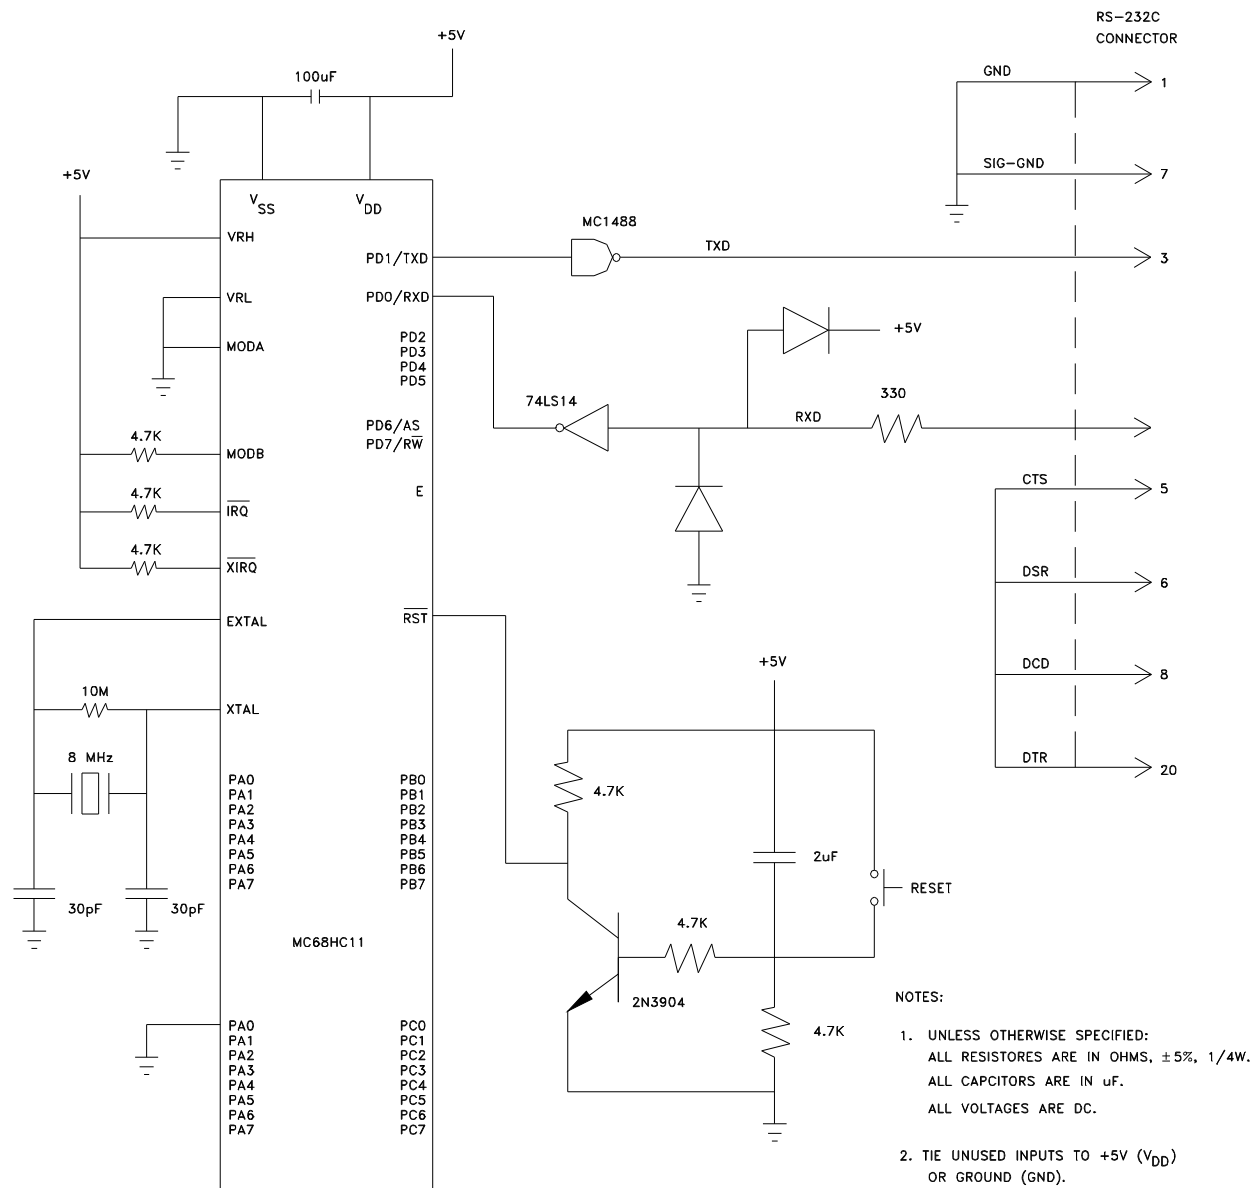 RS-232C
CONNECTOR
+5V
100uF
GND
1
+5V
SIG-GND
7
VSS
VDD
MC1488
VRH
PD1/TXD
TXD
3
VRL
PD0/RXD
MODA
PD2
PD3
PD4
PD5
+5V
74LS14
330
RXD
PD6/AS
PD7/RW
4.7K
MODB
E
CTS
5
4.7K
IRQ
4.7K
XIRQ
DSR
6
EXTAL
RST
+5V
DCD
8
10M
XTAL
8 MHz
DTR
20
PA0
PA1
PA2
PA3
PA4
PA5
PA6
PA7
PB0
PB1
PB2
PB3
PB4
PB5
PB6
PB7
4.7K
2uF
RESET
30pF
30pF
4.7K
MC68HC11
2N3904
4.7K
PA0
PA1
PA2
PA3
PA4
PA5
PA6
PA7
PC0
PC1
PC2
PC3
PC4
PC5
PC6
PC7
NOTES:
1. UNLESS OTHERWISE SPECIFIED:
ALL RESISTORES ARE IN OHMS, ±5%, 1/4W.
ALL CAPCITORS ARE IN uF.
ALL VOLTAGES ARE DC.
2. TIE UNUSED INPUTS TO +5V (VDD)
OR GROUND (GND).